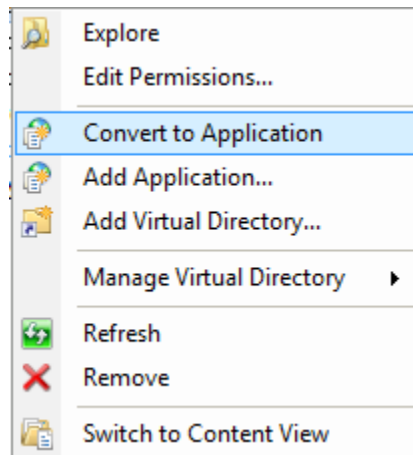 Explore
Edit Permissions...
Convert to Application
Add Application...
Add Virtual Directory...
Manage Virtual Directory
Refresh
Remove
Switch to Content View